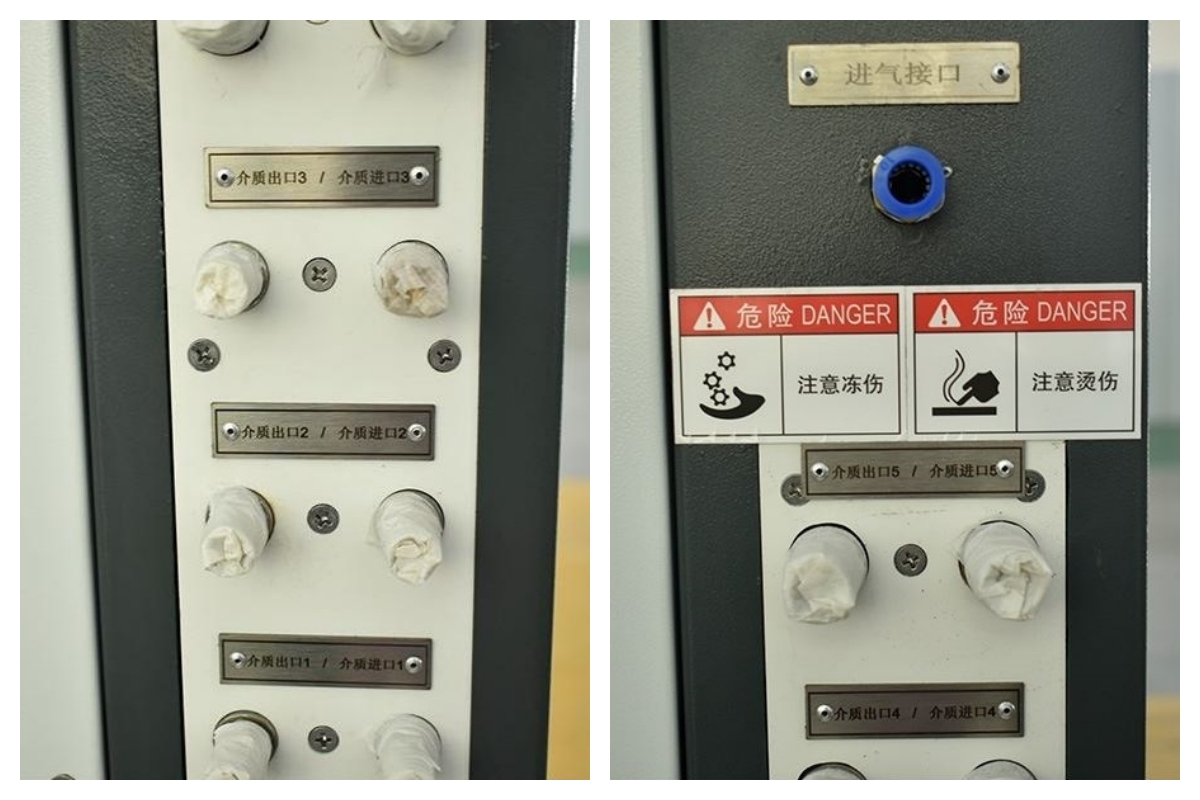 介质出口3 / 介质进口3
介质出口2 / 介质进口2
介质出口1 / 介质进口1
进气接口
危险 DANGER
注意冻伤
危险 DANGER
注意烫伤
介质出口5 / 介质进口5
介质出口4 / 介质进口4